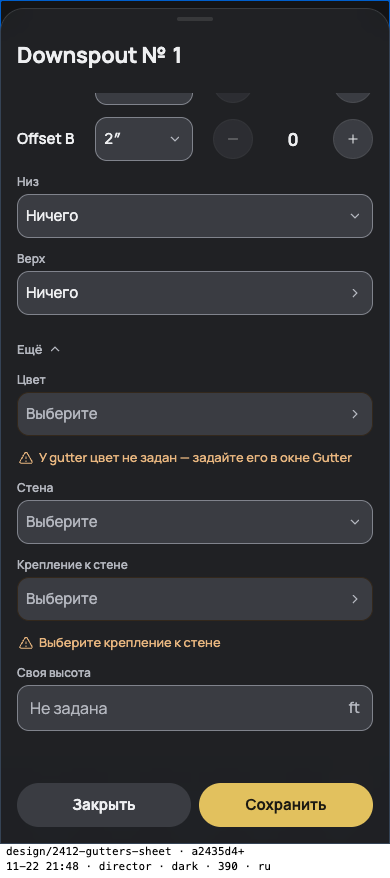 Downspout № 1
Offset B
2″
0
Низ
Ничего
Верх
Ничего
Ещё
Цвет
Выберите
У gutter цвет не задан — задайте его в окне Gutter
Стена
Выберите
Крепление к стене
Выберите
Выберите крепление к стене
Своя высота
Не задана
ft
Закрыть
Сохранить
design/2412-gutters-sheet · a2435d4+
11-22 21:48 · director · dark · 390 · ru